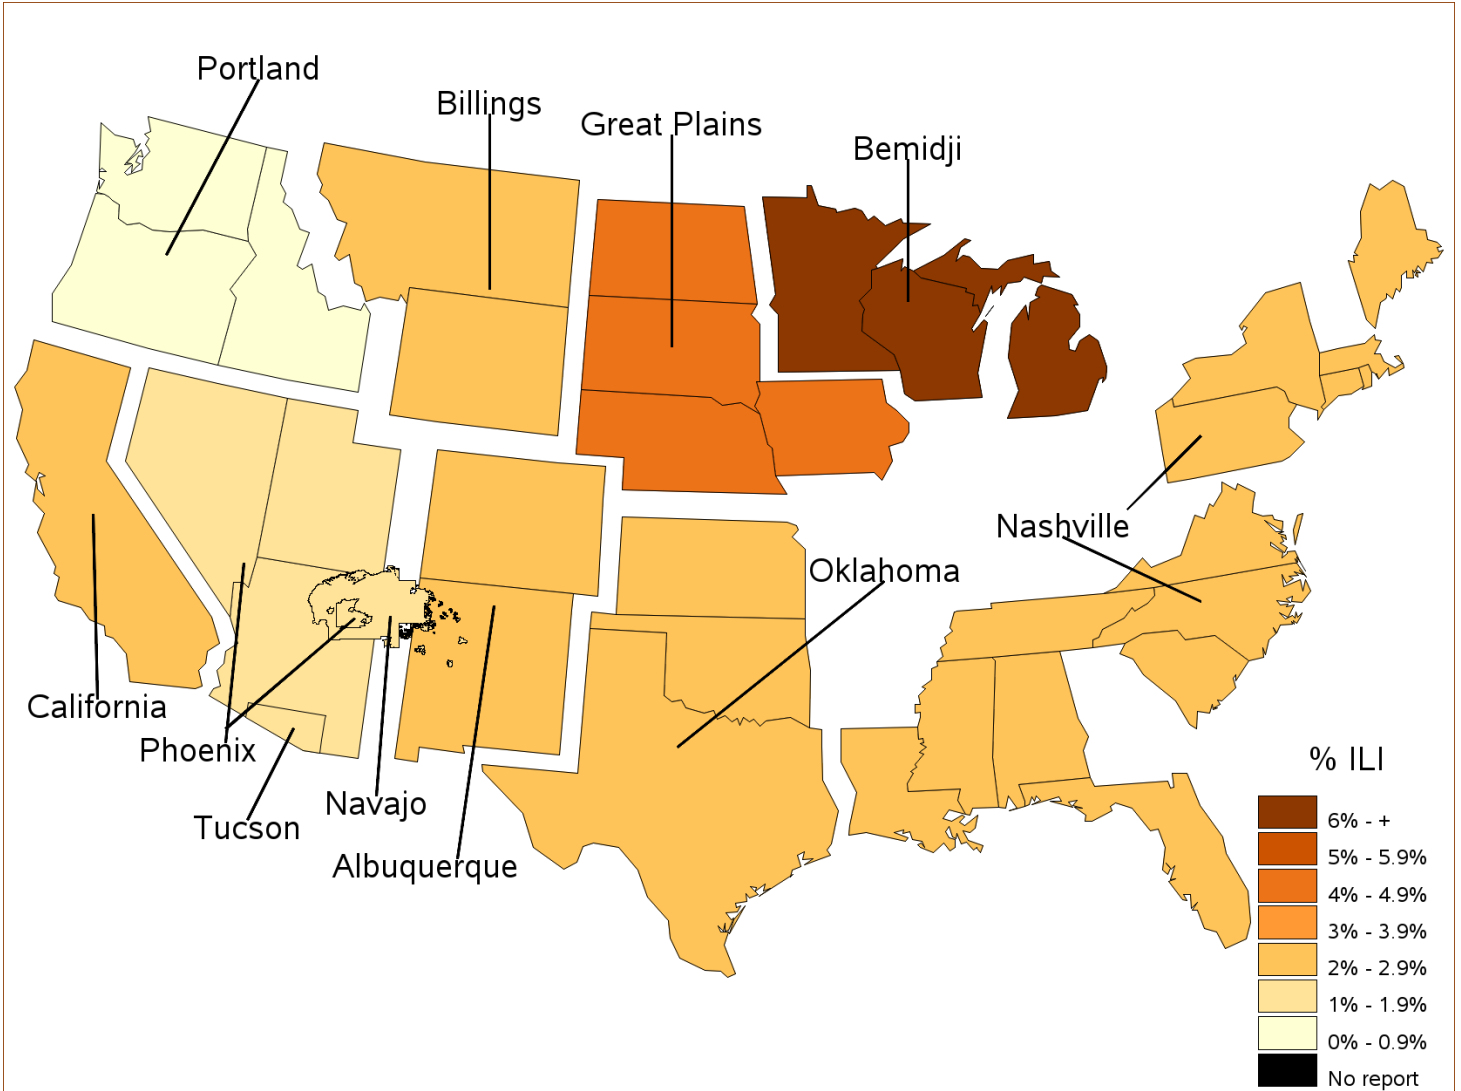 Portland
Billings
Great Plains
Bemidji
Nashville
Oklahoma
California
Phoenix
Navajo
Tucson
Albuquerque
% ILI
6% - +
5% - 5.9%
4% - 4.9%
3% - 3.9%
2% - 2.9%
1% - 1.9%
0% - 0.9%
No report